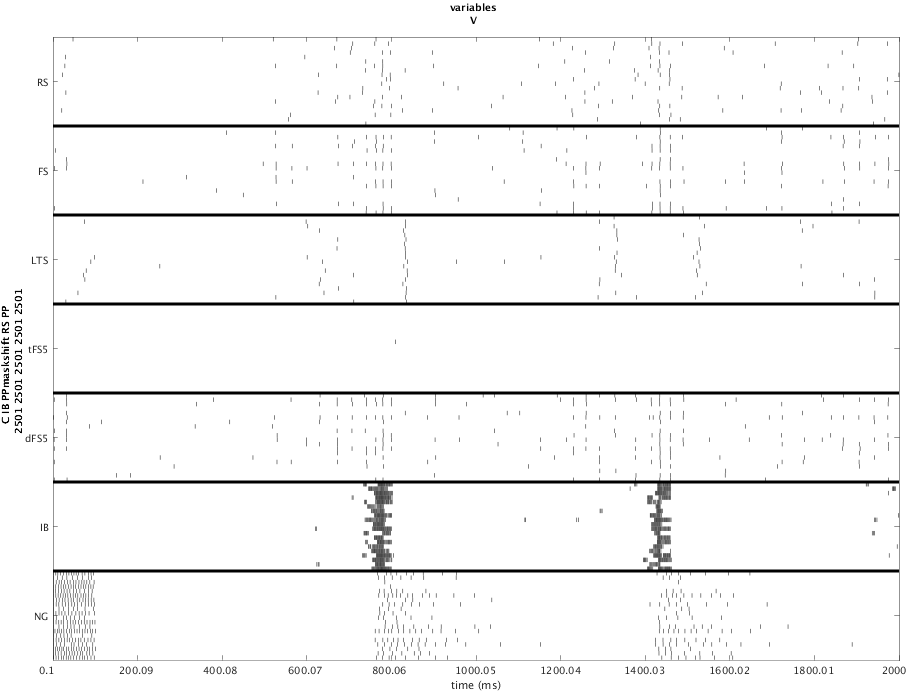 variables
V
C IB PPmaskshift RS PP
2501 2501 2501 2501 2501
RS
FS
LTS
tFS5
dFS5
IB
NG
0.1 200.09 400.08 600.07 800.06 1000.05 1200.04 1400.03 1600.02 1800.01 2000
time (ms)